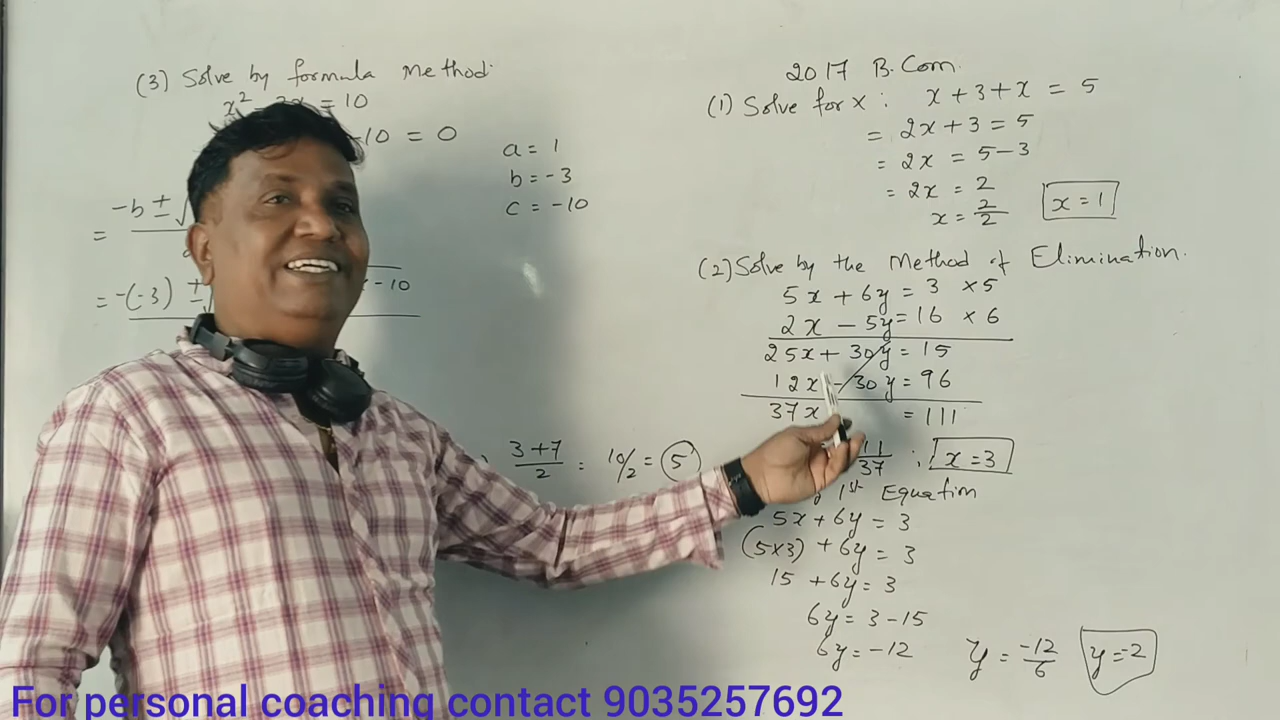 (3) Solve by formula Method:
= 10
-10 = 0
a = 1
b = -3
c = -10
= -b ± √
= -(-3) ± √ -10
3+7/2 = 10/2 = 5
2017 B.Com.
(1) Solve for x : x + 3 + x = 5
= 2x + 3 = 5
= 2x = 5 - 3
= 2x = 2
x = 2/2 x = 1
(2) Solve by the Method of Elimination.
5x + 6y = 3 ×5
2x - 5y = 16 ×6
25x + 30y = 15
12x - 30y = 96
37x = 111
11/37 ; x = 3
1st Equation
5x + 6y = 3
(5×3) + 6y = 3
15 + 6y = 3
6y = 3 - 15
6y = -12 y = -12/6 y = -2
For personal coaching contact 9035257692